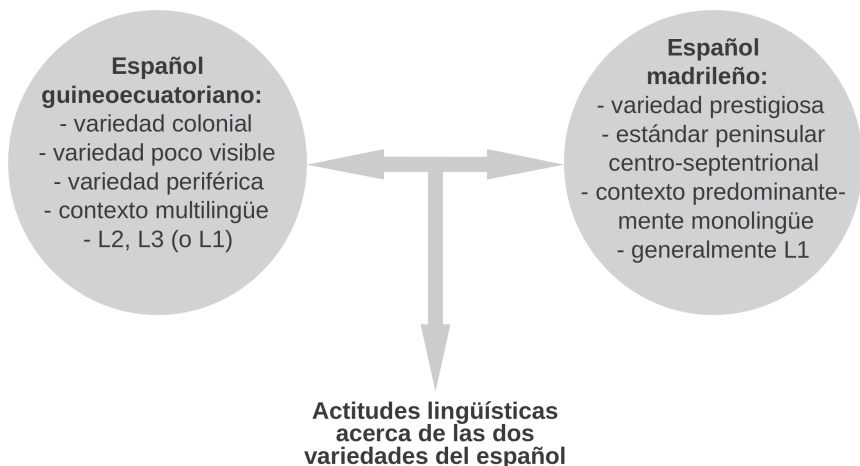 Español
guineoecuatoriano:
- variedad colonial
- variedad poco visible
- variedad periférica
- contexto multilingüe
- L2, L3 (o L1)
Español
madrileño:
- variedad prestigiosa
- estándar peninsular
centro-septentrional
- contexto predominante-
mente monolingüe
- generalmente L1
Actitudes lingüísticas
acerca de las dos
variedades del español